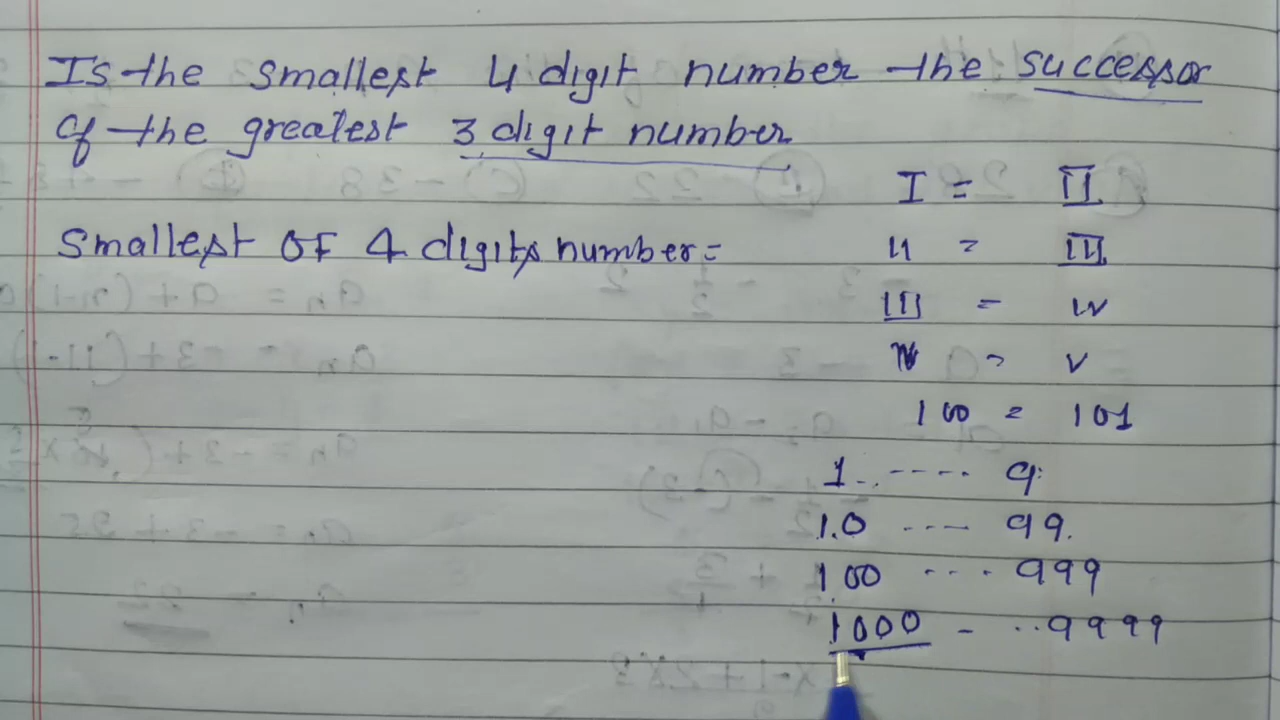 Is the smallest 4 digit number the successor
of the greatest 3 digit number
Smallest of 4 digits number =
I = II
II = III
III = IV
IV = V
100 = 101
1 ..---- 9
10 ---- 99
100 ---- 999
1000 - .. 9999